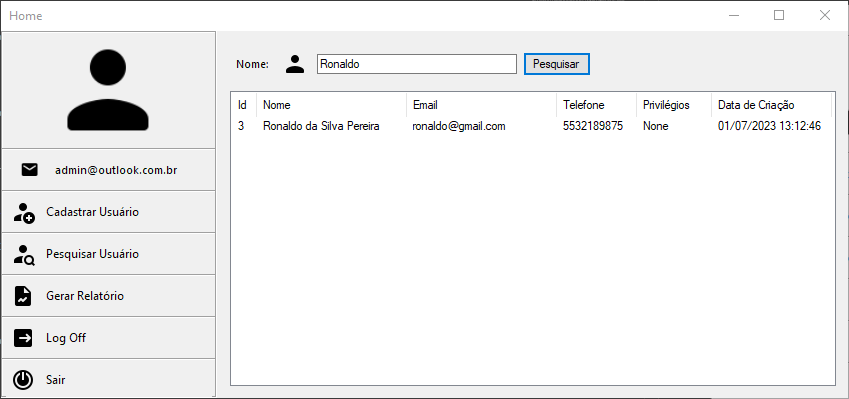 Home
admin@outlook.com.br
Cadastrar Usuário
Pesquisar Usuário
Gerar Relatório
Log Off
Sair
Nome: Ronaldo Pesquisar
Id Nome Email Telefone Privilégios Data de Criação
3 Ronaldo da Silva Pereira ronaldo@gmail.com 5532189875 None 01/07/2023 13:12:46